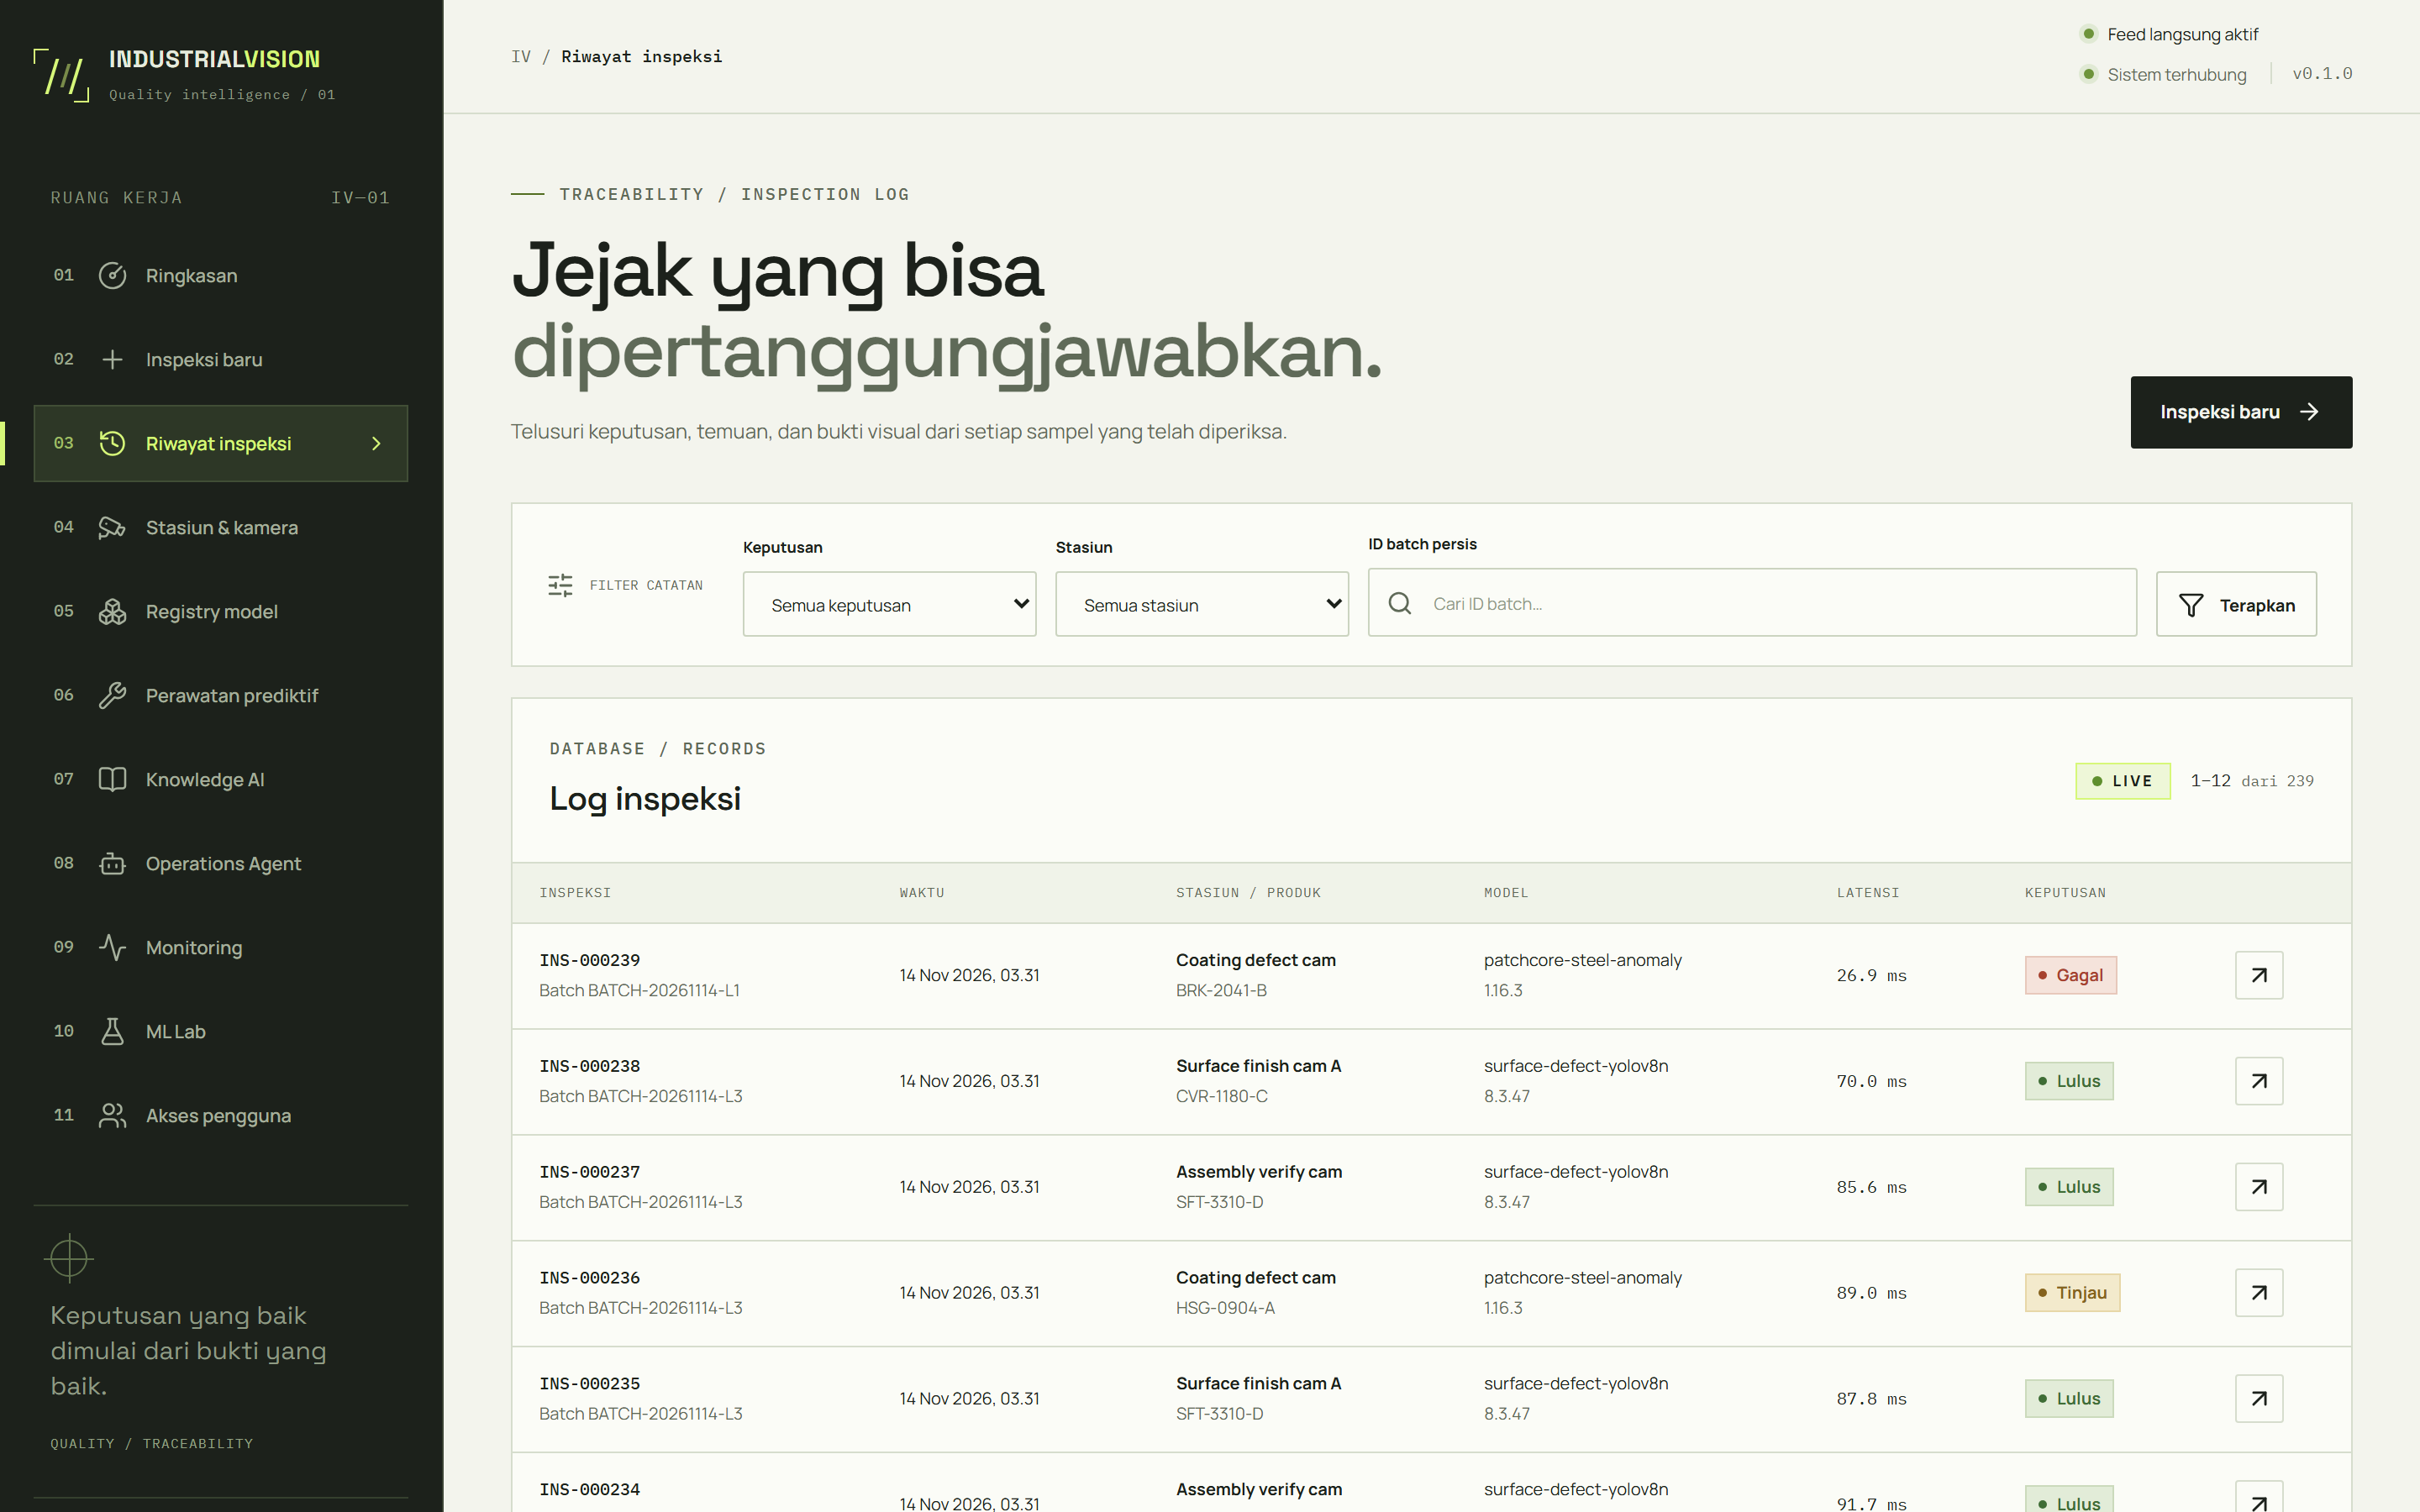 INDUSTRIALVISION
Quality intelligence / 01
RUANG KERJA IV—01
01 Ringkasan
02 Inspeksi baru
03 Riwayat inspeksi
04 Stasiun & kamera
05 Registry model
06 Perawatan prediktif
07 Knowledge AI
08 Operations Agent
09 Monitoring
10 ML Lab
11 Akses pengguna
Keputusan yang baik
dimulai dari bukti yang
baik.
QUALITY / TRACEABILITY
IV / Riwayat inspeksi
Feed langsung aktif
Sistem terhubung v0.1.0
TRACEABILITY / INSPECTION LOG
Jejak yang bisa
dipertanggungjawabkan.
Telusuri keputusan, temuan, dan bukti visual dari setiap sampel yang telah diperiksa.
Inspeksi baru
FILTER CATATAN
Keputusan
Semua keputusan
Stasiun
Semua stasiun
ID batch persis
Cari ID batch...
Terapkan
DATABASE / RECORDS
Log inspeksi
LIVE 1–12 dari 239
INSPEKSI WAKTU STASIUN / PRODUK MODEL LATENSI KEPUTUSAN
INS-000239
Batch BATCH-20261114-L1
14 Nov 2026, 03.31
Coating defect cam
BRK-2041-B
patchcore-steel-anomaly
1.16.3
26.9 ms
Gagal
INS-000238
Batch BATCH-20261114-L3
14 Nov 2026, 03.31
Surface finish cam A
CVR-1180-C
surface-defect-yolov8n
8.3.47
70.0 ms
Lulus
INS-000237
Batch BATCH-20261114-L3
14 Nov 2026, 03.31
Assembly verify cam
SFT-3310-D
surface-defect-yolov8n
8.3.47
85.6 ms
Lulus
INS-000236
Batch BATCH-20261114-L3
14 Nov 2026, 03.31
Coating defect cam
HSG-0904-A
patchcore-steel-anomaly
1.16.3
89.0 ms
Tinjau
INS-000235
Batch BATCH-20261114-L3
14 Nov 2026, 03.31
Surface finish cam A
SFT-3310-D
surface-defect-yolov8n
8.3.47
87.8 ms
Lulus
INS-000234
14 Nov 2026, 03.31
Assembly verify cam
surface-defect-yolov8n
91.7 ms
Lulus